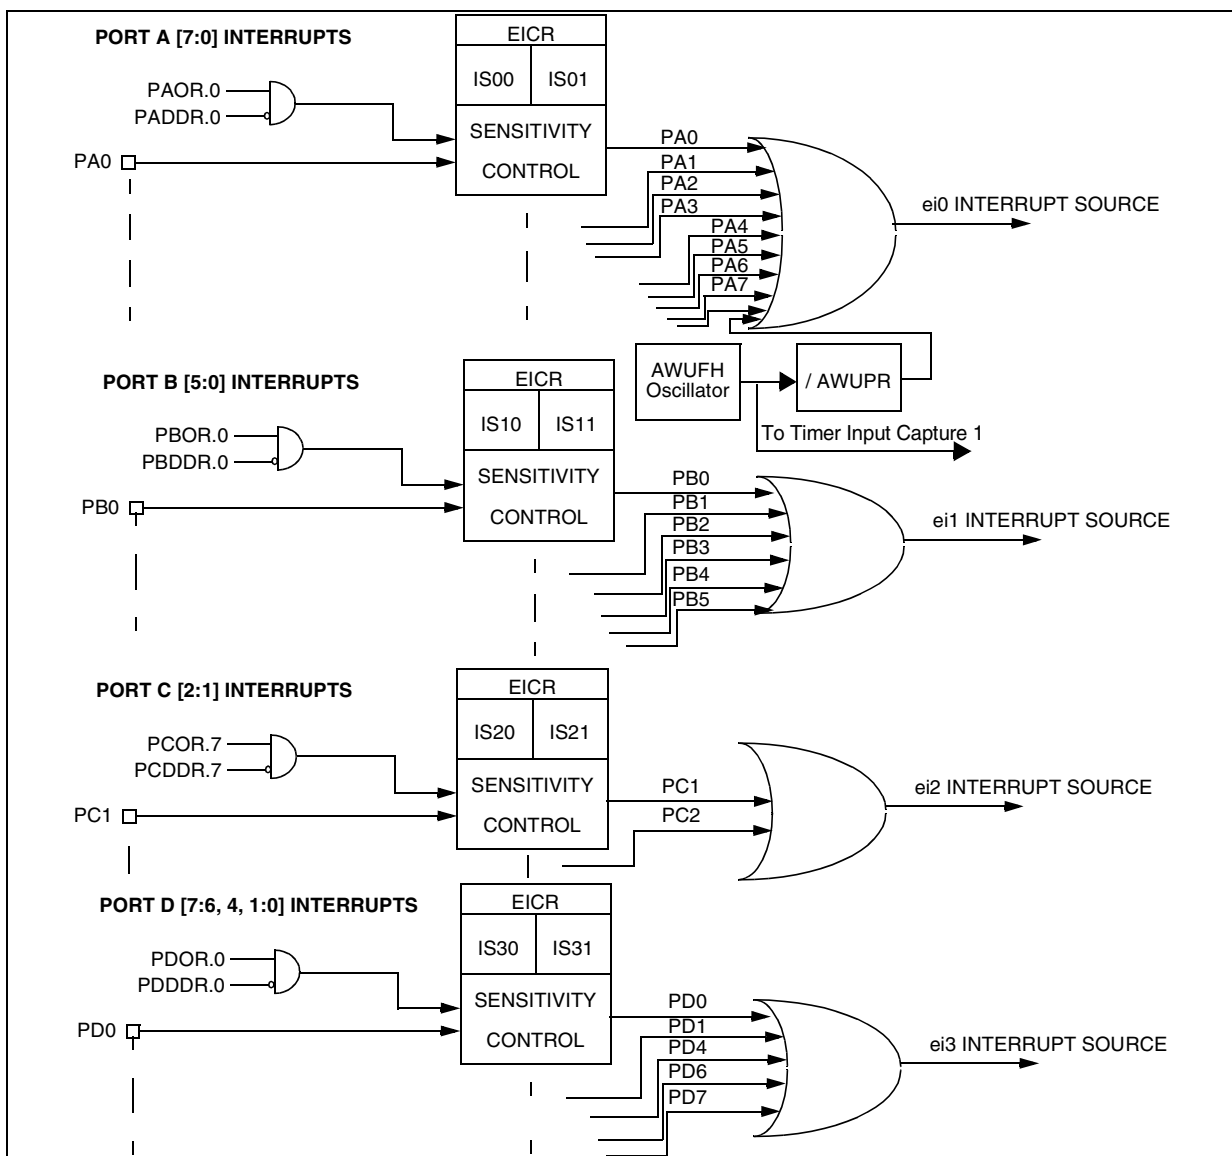 PORT A [7:0] INTERRUPTS
EICR
IS00 IS01
PAOR.0
PADDR.0
SENSITIVITY
CONTROL
PA0
PA0
PA1
PA2
PA3
PA4
PA5
PA6
PA7
ei0 INTERRUPT SOURCE
AWUFH
Oscillator
/ AWUPR
To Timer Input Capture 1
PORT B [5:0] INTERRUPTS
EICR
IS10 IS11
PBOR.0
PBDDR.0
SENSITIVITY
CONTROL
PB0
PB0
PB1
PB2
PB3
PB4
PB5
ei1 INTERRUPT SOURCE
PORT C [2:1] INTERRUPTS
EICR
IS20 IS21
PCOR.7
PCDDR.7
SENSITIVITY
CONTROL
PC1
PC1
PC2
ei2 INTERRUPT SOURCE
PORT D [7:6, 4, 1:0] INTERRUPTS
EICR
IS30 IS31
PDOR.0
PDDDR.0
SENSITIVITY
CONTROL
PD0
PD0
PD1
PD4
PD6
PD7
ei3 INTERRUPT SOURCE